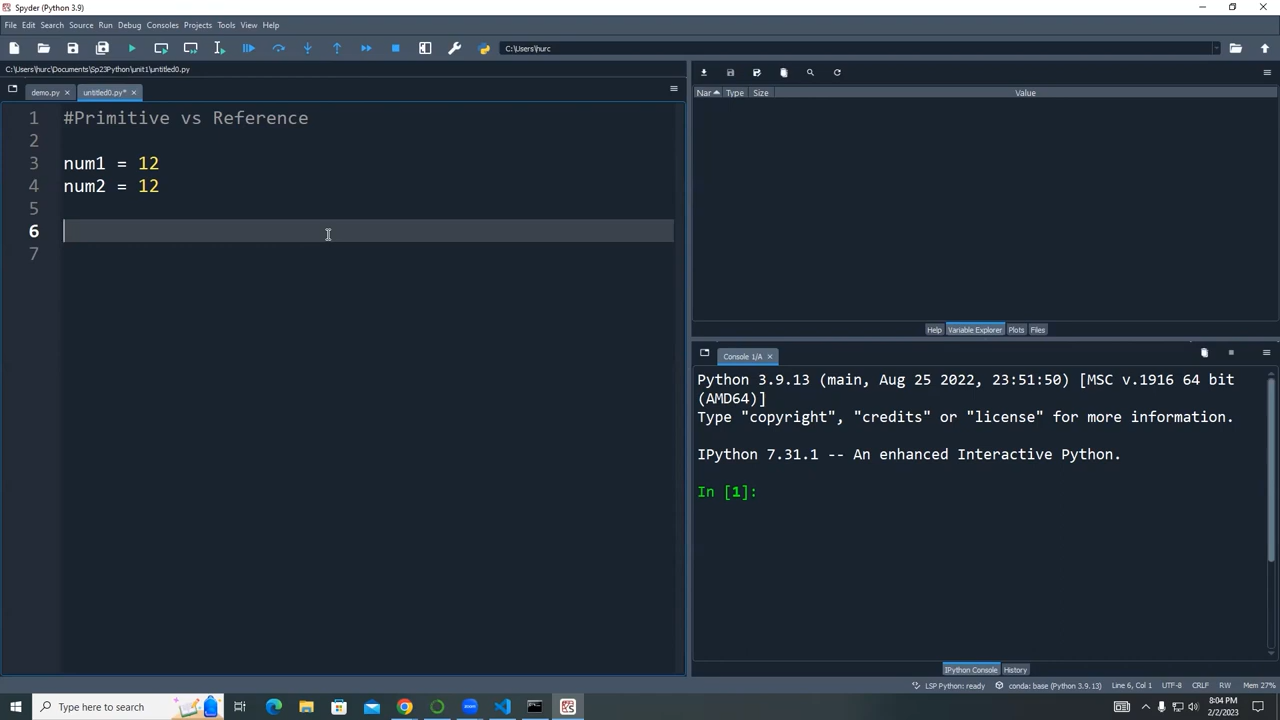 Spyder (Python 3.9)
File Edit Search Source Run Debug Consoles Projects Tools View Help
C:\Users\hurc
C:\Users\hurc\Documents\Sp23Python\unit1\untitled0.py
demo.py
untitled0.py*
1 #Primitive vs Reference
2
3 num1 = 12
4 num2 = 12
5
6
7
Nar Type Size Value
Help Variable Explorer Plots Files
Console 1/A
Python 3.9.13 (main, Aug 25 2022, 23:51:50) [MSC v.1916 64 bit
(AMD64)]
Type "copyright", "credits" or "license" for more information.
IPython 7.31.1 -- An enhanced Interactive Python.
In [1]:
IPython Console History
LSP Python: ready conda: base (Python 3.9.13) Line 6, Col 1 UTF-8 CRLF RW Mem 27%
Type here to search
zoom
8:04 PM
2/2/2023